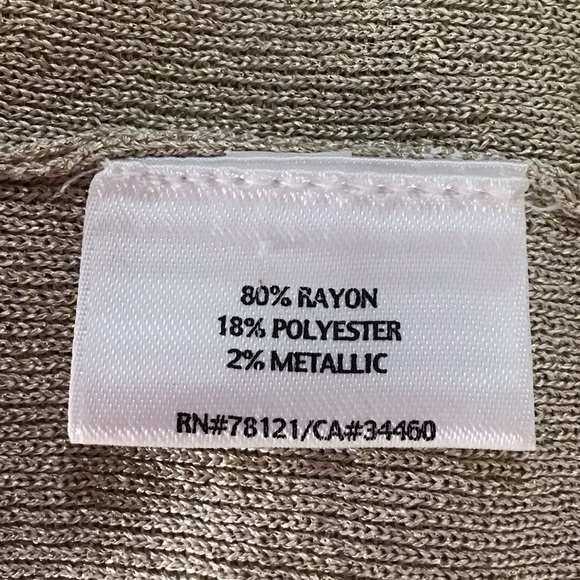 80% RAYON
18% POLYESTER
2% METALLIC
RN#78121/CA#34460